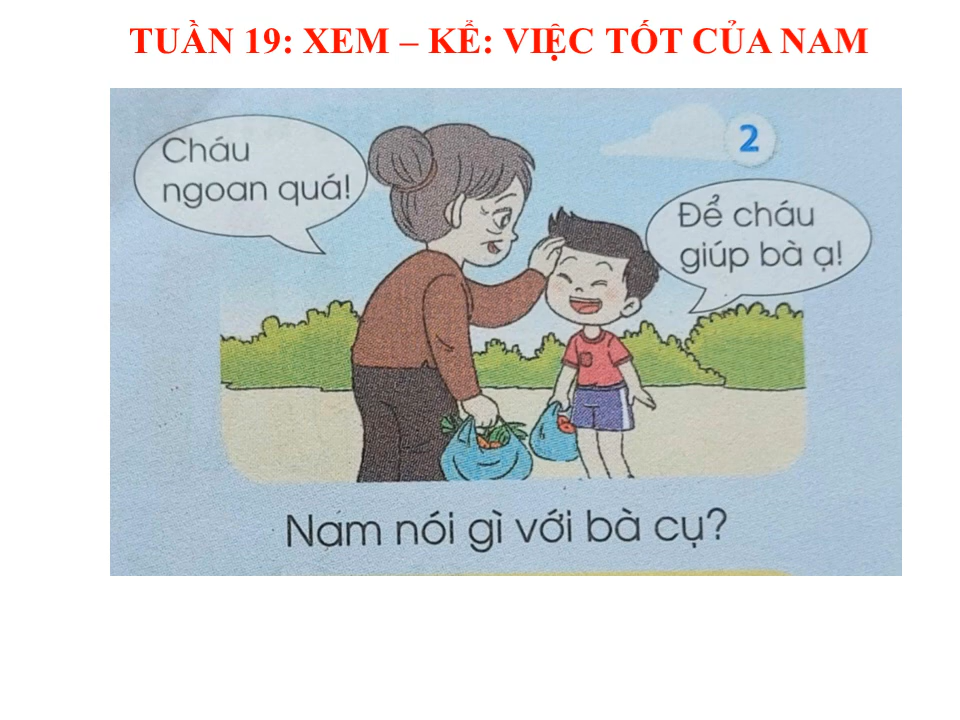 TUẦN 19: XEM – KỂ: VIỆC TỐT CỦA NAM
2
Cháu
ngoan quá!
Để cháu
giúp bà ạ!
Nam nói gì với bà cụ?